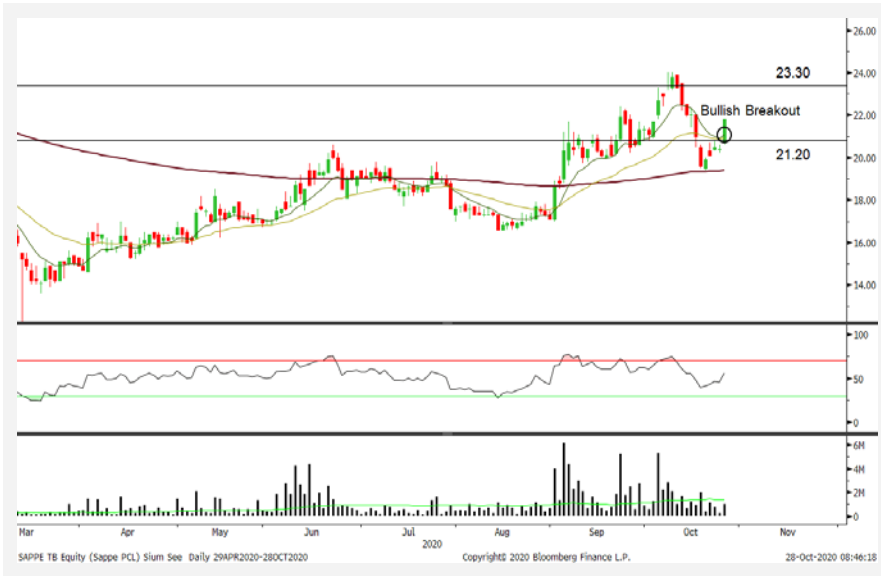 26.00
23.30
24.00
Bullish Breakout
22.00
21.20
20.00
18.00
16.00
14.00
100
50
0
6M
4M
2M
0
Mar Apr May Jun Jul Aug Sep Oct Nov
2020
SAPPE TB Equity (Sappe PCL) Sium See Daily 29APR2020-28OCT2020 Copyright© 2020 Bloomberg Finance L.P. 28-Oct-2020 08:46:18